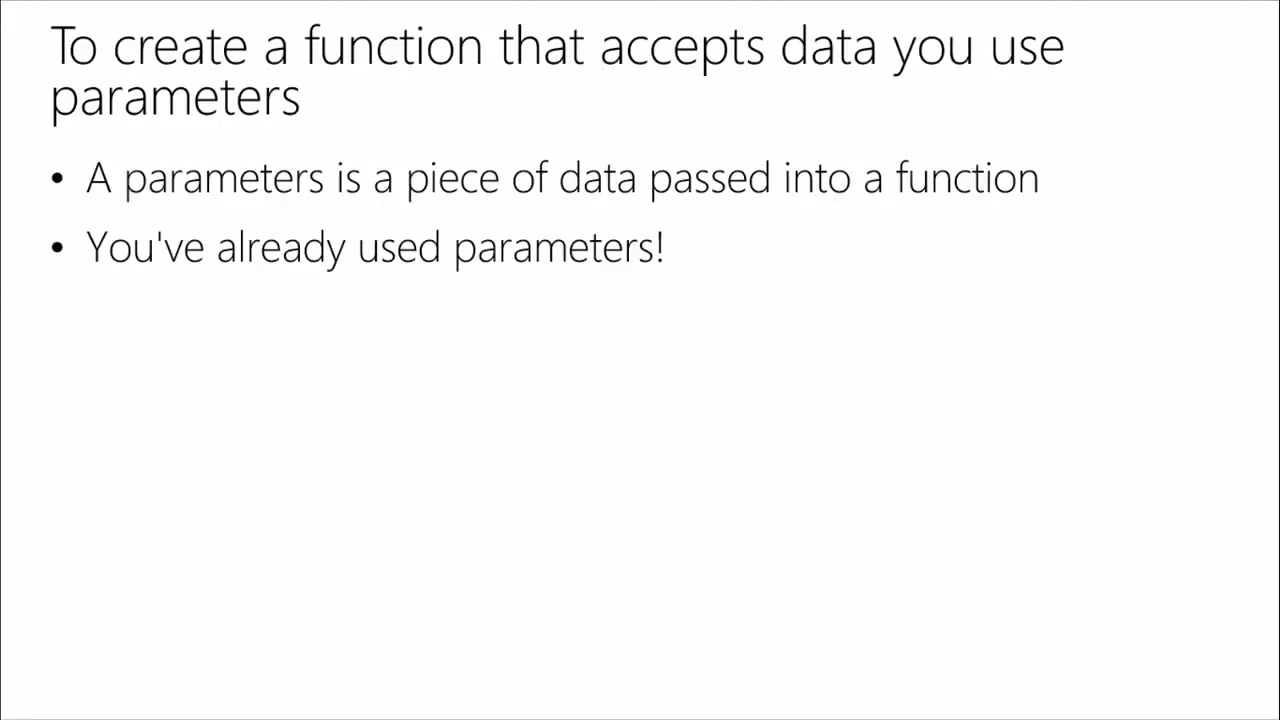 To create a function that accepts data you use
parameters
• A parameters is a piece of data passed into a function
• You've already used parameters!